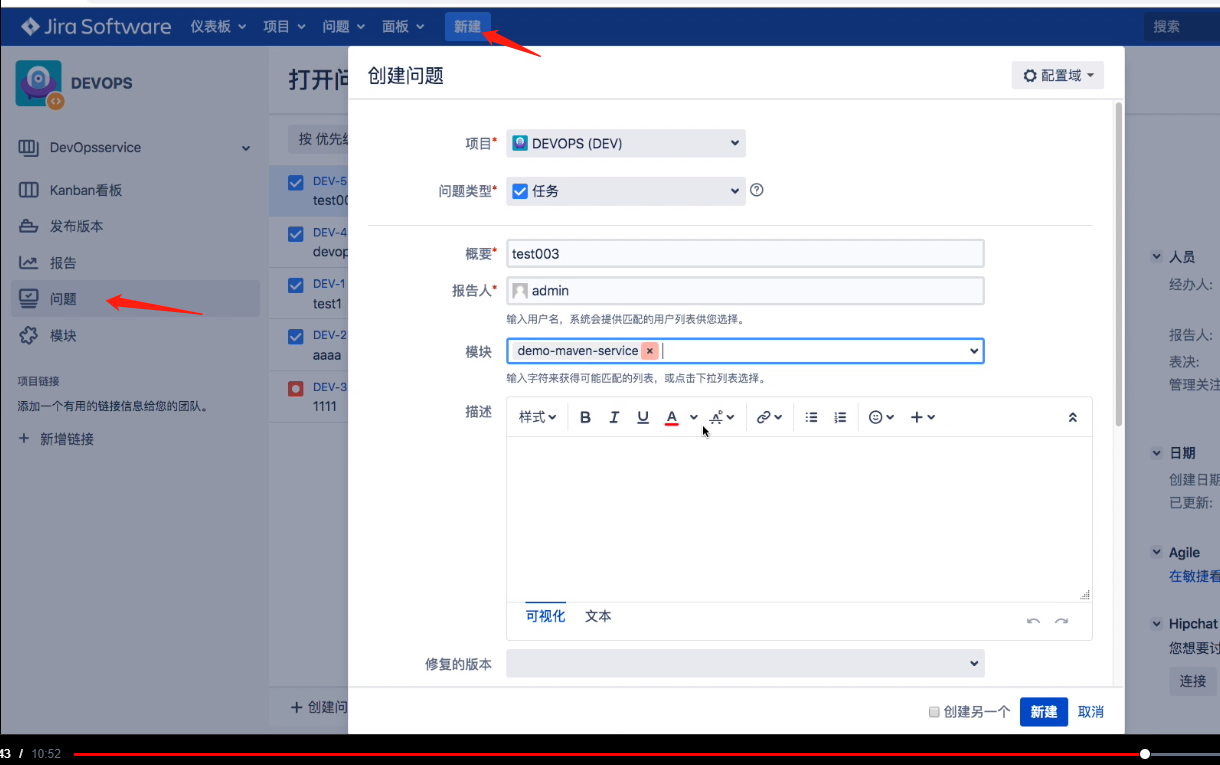 Jira Software 仪表板 项目 问题 面板 新建 搜索
DEVOPS
DevOpsservice
Kanban看板
发布版本
报告
问题
模块
项目链接
添加一个有用的链接信息给您的团队。
+ 新增链接
打开问
按 优先级
DEV-5
test00
DEV-4
devop
DEV-1
test1
DEV-2
aaaa
DEV-3
1111
+ 创建问
创建问题
配置域
项目* DEVOPS (DEV)
问题类型* 任务
概要* test003
报告人* admin
输入用户名，系统会提供匹配的用户列表供您选择。
模块 demo-maven-service
输入字符来获得可能匹配的列表，或点击下拉列表选择。
描述 样式 B I U A
可视化 文本
修复的版本
创建另一个 新建 取消
人员
经办人:
报告人:
表决:
管理关注
日期
创建日期
已更新:
Agile
在敏捷看
Hipchat
您想要讨
连接
43 / 10:52